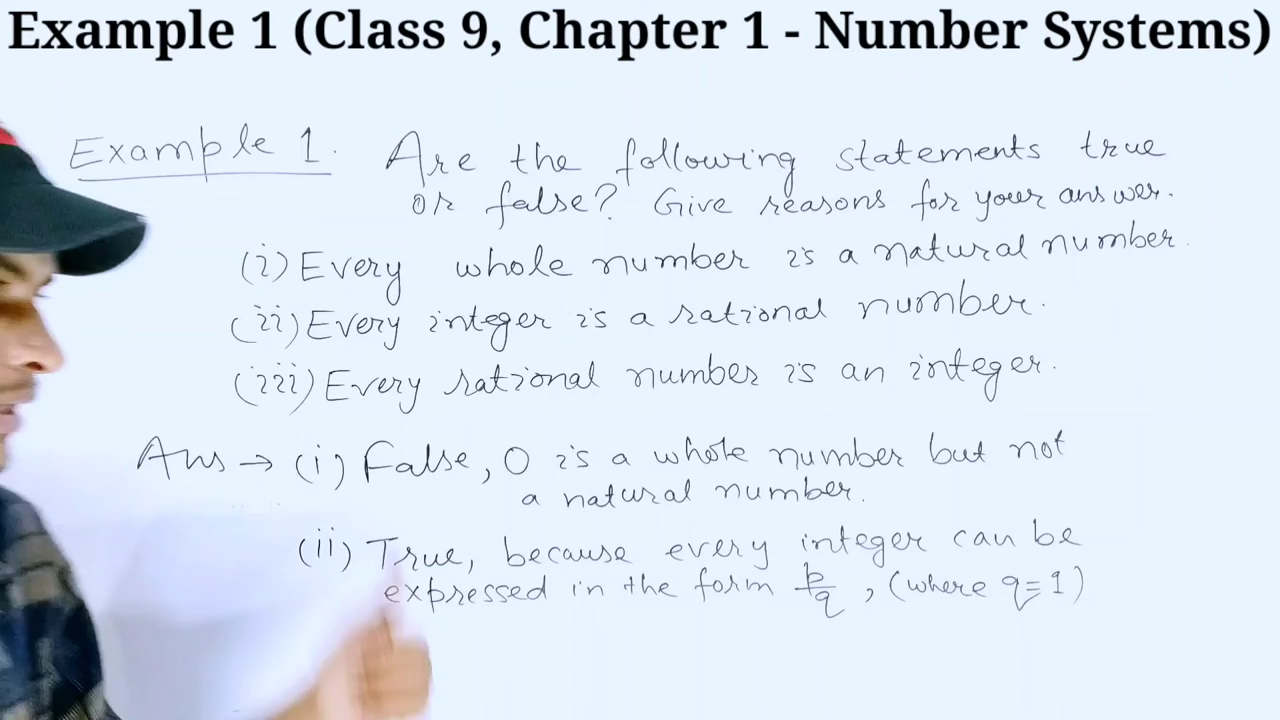 Example 1 (Class 9, Chapter 1 - Number Systems)
Example 1. Are the following statements true
or false? Give reasons for your answer.
(i) Every whole number is a natural number.
(ii) Every integer is a rational number.
(iii) Every rational number is an integer.
Ans → (i) False, 0 is a whole number but not
a natural number.
(ii) True, because every integer can be
expressed in the form p/q, (where q=1)